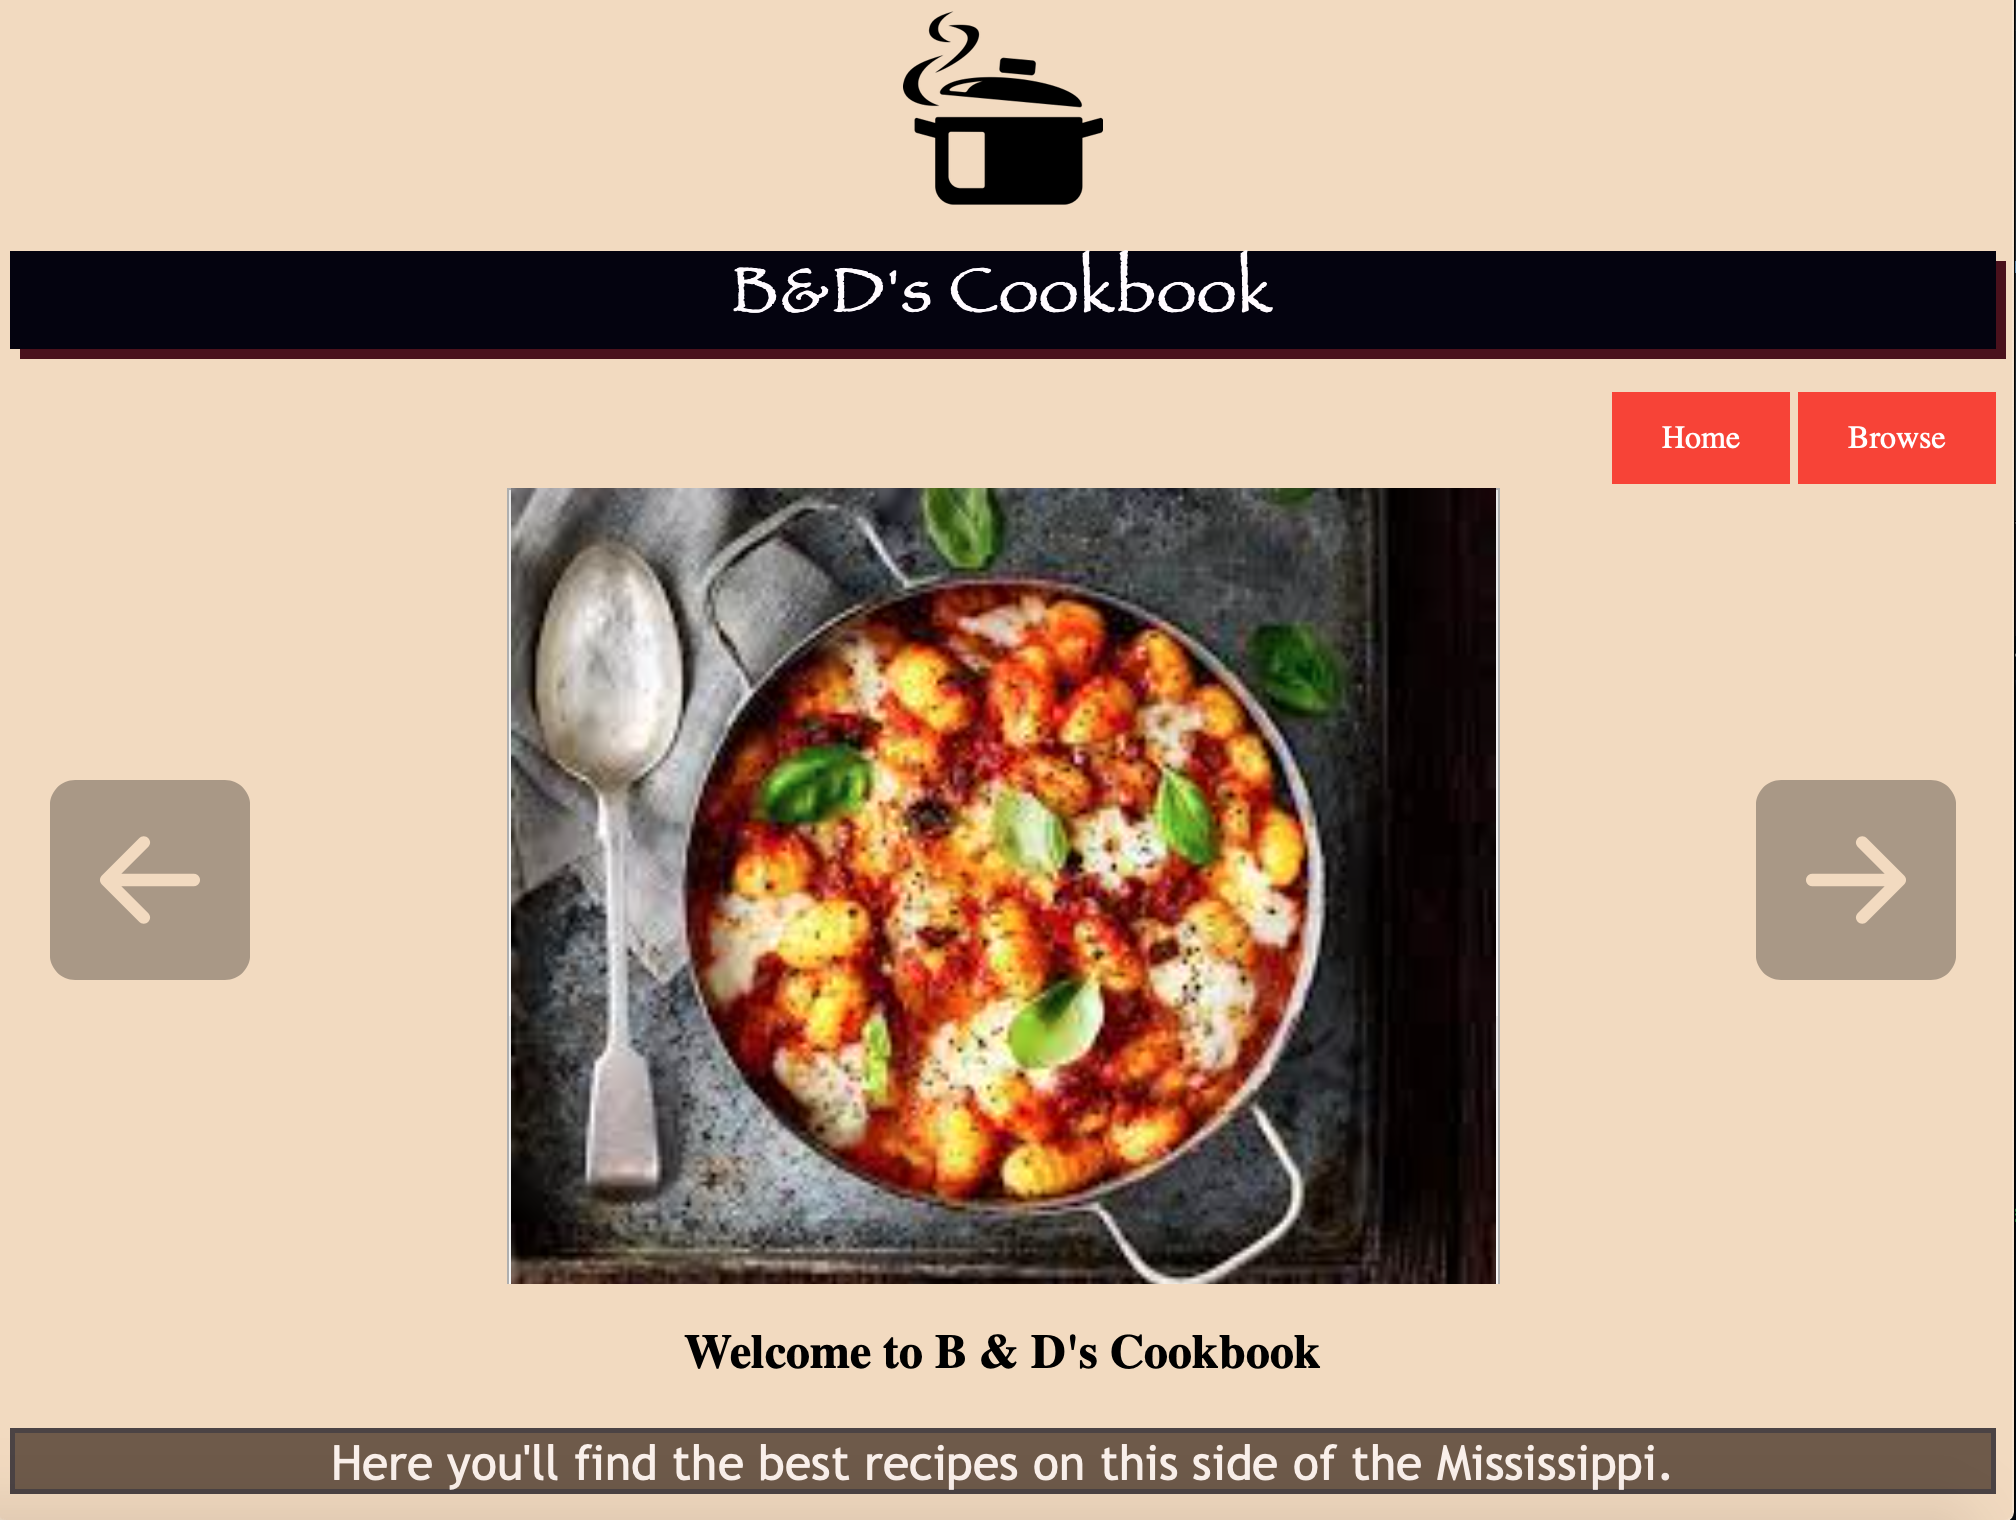 B&D's Cookbook
Home Browse
Welcome to B & D's Cookbook
Here you'll find the best recipes on this side of the Mississippi.